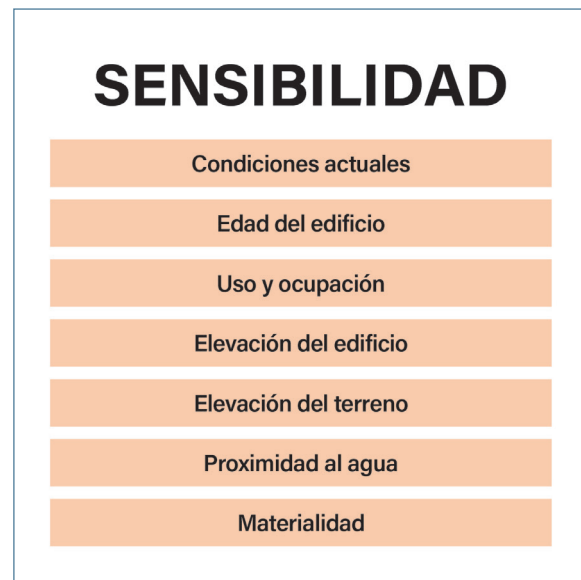 SENSIBILIDAD
Condiciones actuales
Edad del edificio
Uso y ocupación
Elevación del edificio
Elevación del terreno
Proximidad al agua
Materialidad